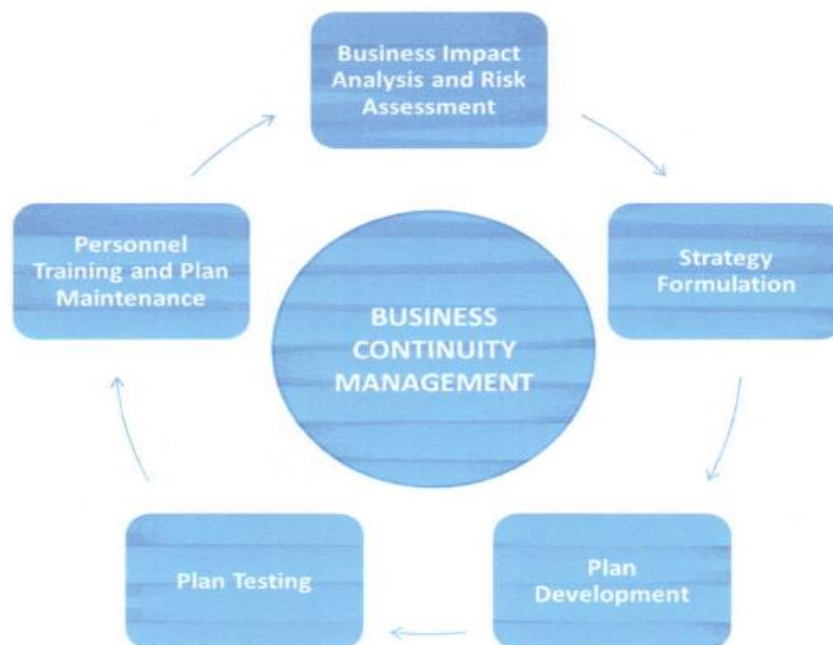 Business Impact
Analysis and Risk
Assessment
Personnel
Training and Plan
Maintenance
Strategy
Formulation
BUSINESS
CONTINUITY
MANAGEMENT
Plan Testing
Plan
Development